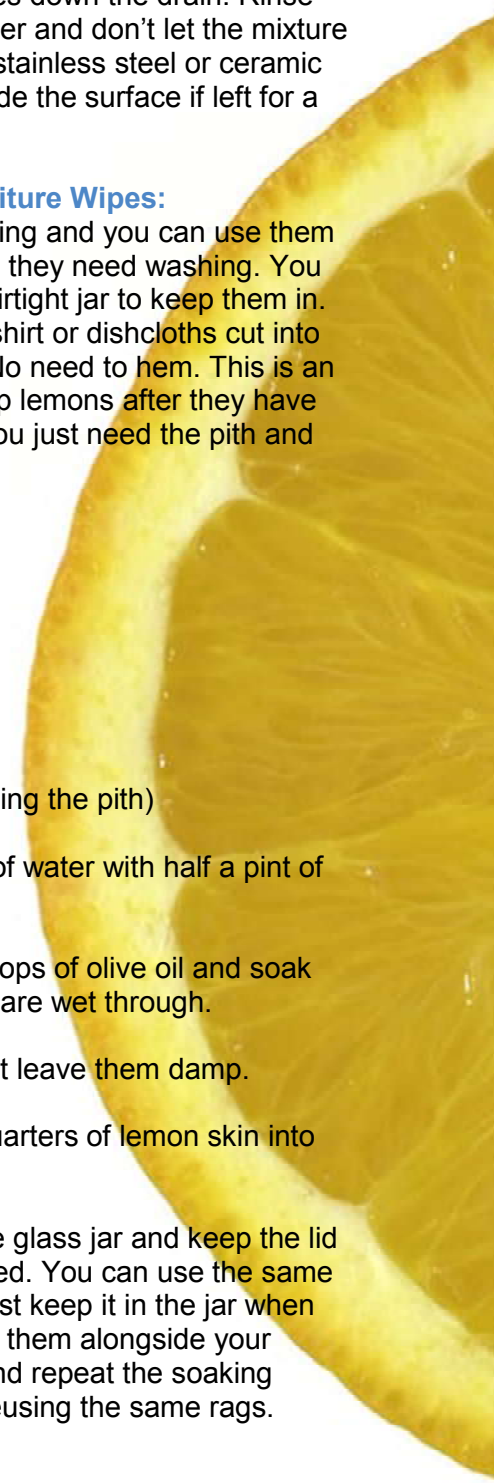 es down the drain. Rinse
er and don’t let the mixture
stainless steel or ceramic
de the surface if left for a
iture Wipes:
ing and you can use them
they need washing. You
irtight jar to keep them in.
shirt or dishcloths cut into
No need to hem. This is an
p lemons after they have
ou just need the pith and
ing the pith)
of water with half a pint of
ops of olive oil and soak
are wet through.
t leave them damp.
uarters of lemon skin into
e glass jar and keep the lid
ed. You can use the same
st keep it in the jar when
them alongside your
nd repeat the soaking
eusing the same rags.